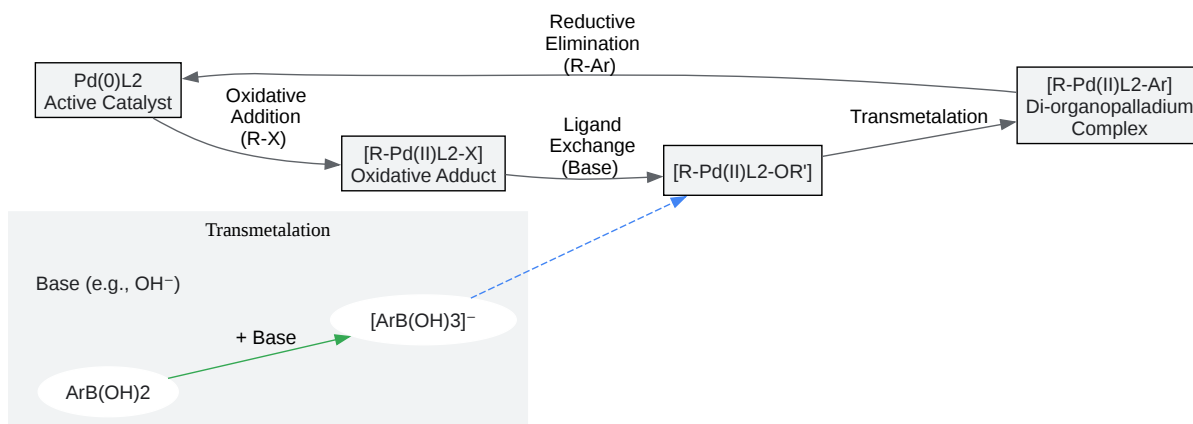 Reductive
Elimination
(R-Ar)
Pd(0)L2
Active Catalyst
[R-Pd(II)L2-Ar]
Di-organopalladium
Complex
Oxidative
Addition
(R-X)
Ligand
Exchange
(Base)
Transmetalation
[R-Pd(II)L2-X]
Oxidative Adduct
[R-Pd(II)L2-OR']
Transmetalation
Base (e.g., OH⁻)
[ArB(OH)3]⁻
+ Base
ArB(OH)2